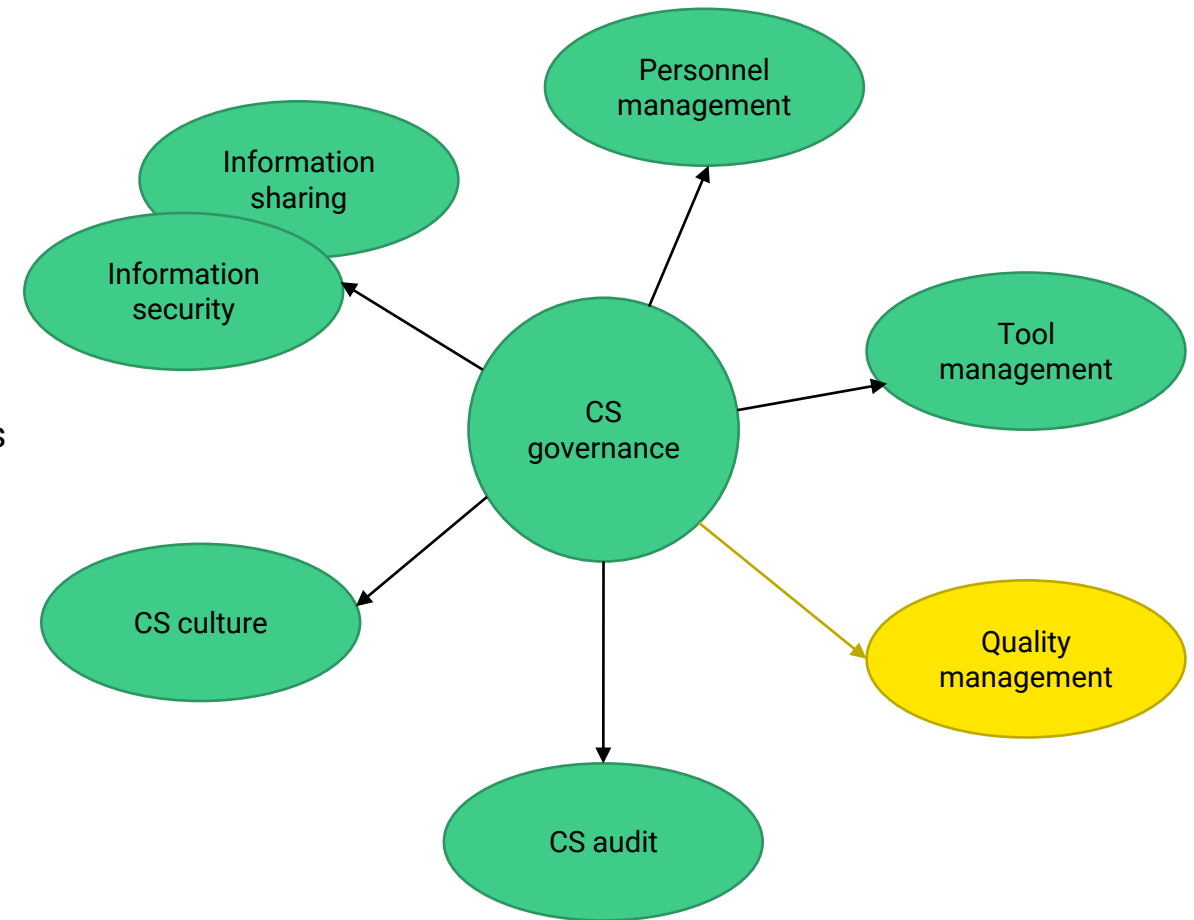 Personnel
management
Information
sharing
Information
security
Tool
management
CS
governance
s
CS culture
Quality
management
CS audit